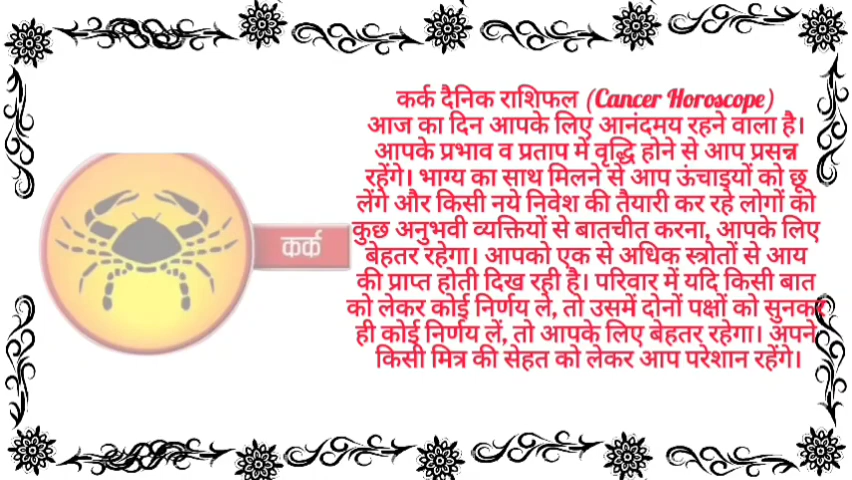 कर्क दैनिक राशिफल (Cancer Horoscope)
आज का दिन आपके लिए आनंदमय रहने वाला है।
आपके प्रभाव व प्रताप में वृद्धि होने से आप प्रसन्न
रहेंगे। भाग्य का साथ मिलने से आप ऊंचाइयों को छू
लेंगे और किसी नये निवेश की तैयारी कर रहे लोगों को
कुछ अनुभवी व्यक्तियों से बातचीत करना, आपके लिए
बेहतर रहेगा। आपको एक से अधिक स्त्रोतों से आय
की प्राप्त होती दिख रही है। परिवार में यदि किसी बात
को लेकर कोई निर्णय ले, तो उसमें दोनों पक्षों को सुनकर
ही कोई निर्णय लें, तो आपके लिए बेहतर रहेगा। अपने
किसी मित्र की सेहत को लेकर आप परेशान रहेंगे।
कर्क